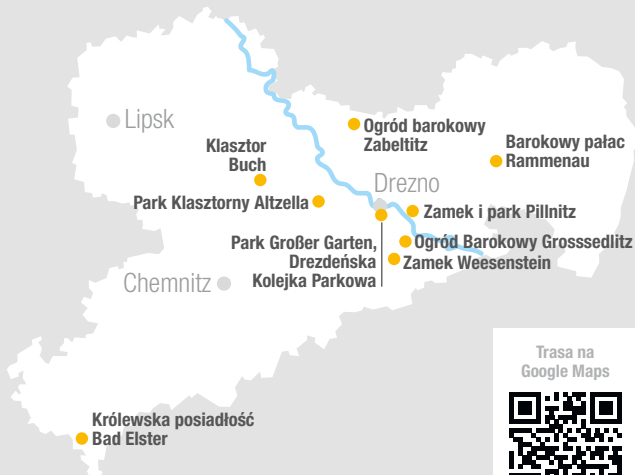 Lipsk
Ogród barokowy
Zabeltitz
Klasztor
Buch
Barokowy pałac
Rammenau
Drezno
Park Klasztorny Altzella
Zamek i park Pillnitz
Park Großer Garten,
Drezdeńska
Kolejka Parkowa
Ogród Barokowy Grosssedlitz
Zamek Weesenstein
Chemnitz
Trasa na
Google Maps
Królewska posiadłość
Bad Elster